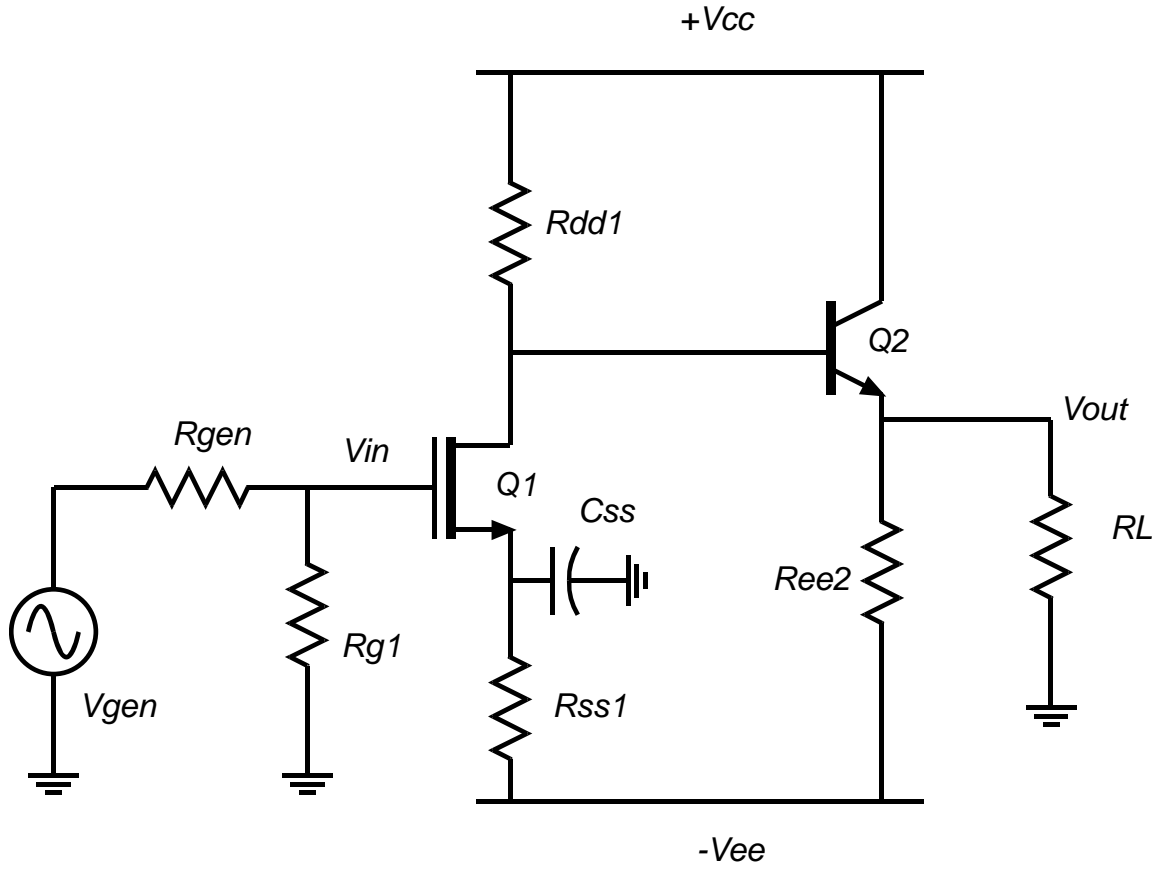 +Vcc
Rdd1
Q2
Vout
Rgen
Vin
Q1
Css
RL
Ree2
Rg1
Rss1
Vgen
-Vee